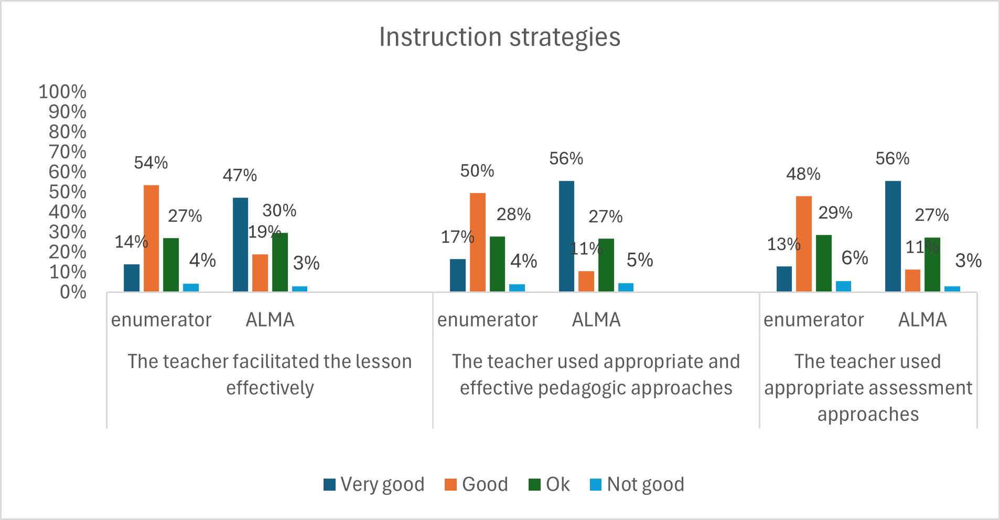 Instruction strategies
100%
90%
80%
70%
60%
50%
40%
30%
20%
10%
0%
14%
54%
27%
4%
47%
19%
30%
3%
17%
50%
28%
4%
56%
11%
27%
5%
13%
48%
29%
6%
56%
11%
27%
3%
enumerator
ALMA
enumerator
ALMA
enumerator
ALMA
The teacher facilitated the lesson
effectively
The teacher used appropriate and
effective pedagogic approaches
The teacher used
appropriate assessment
approaches
Very good
Good
Ok
Not good